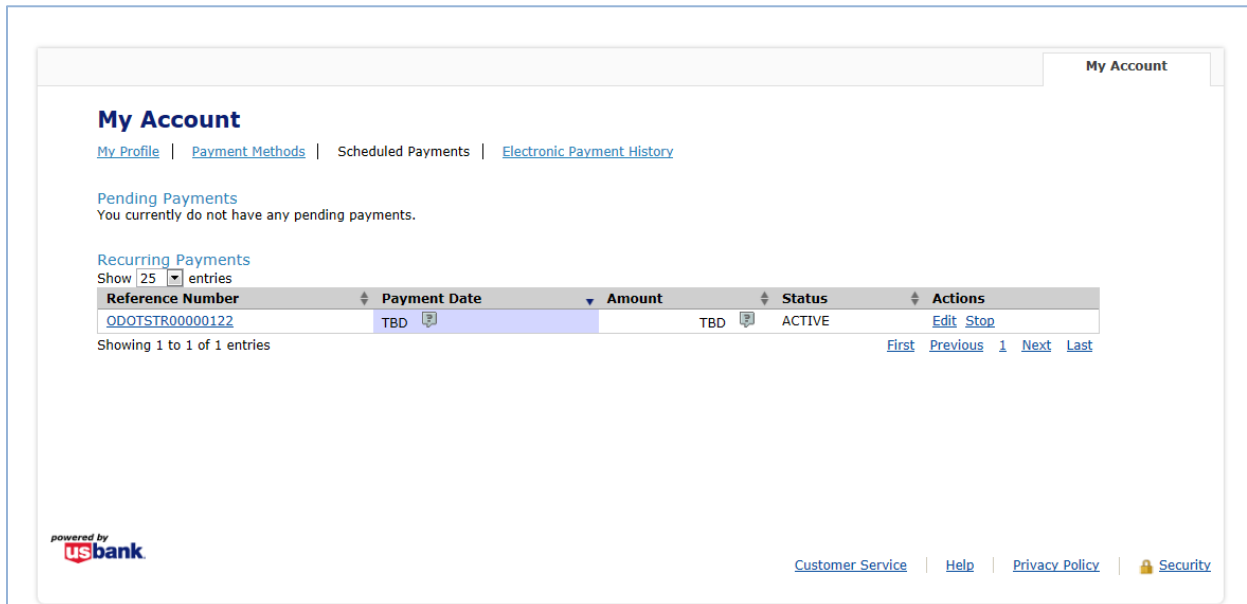 My Account
My Account
My Profile | Payment Methods | Scheduled Payments | Electronic Payment History
Pending Payments
You currently do not have any pending payments.
Recurring Payments
Show 25 entries
Reference Number Payment Date Amount Status Actions
ODOTSTR00000122 TBD ? TBD ? ACTIVE Edit Stop
Showing 1 to 1 of 1 entries First Previous 1 Next Last
powered by
usbank.
Customer Service | Help | Privacy Policy | Security